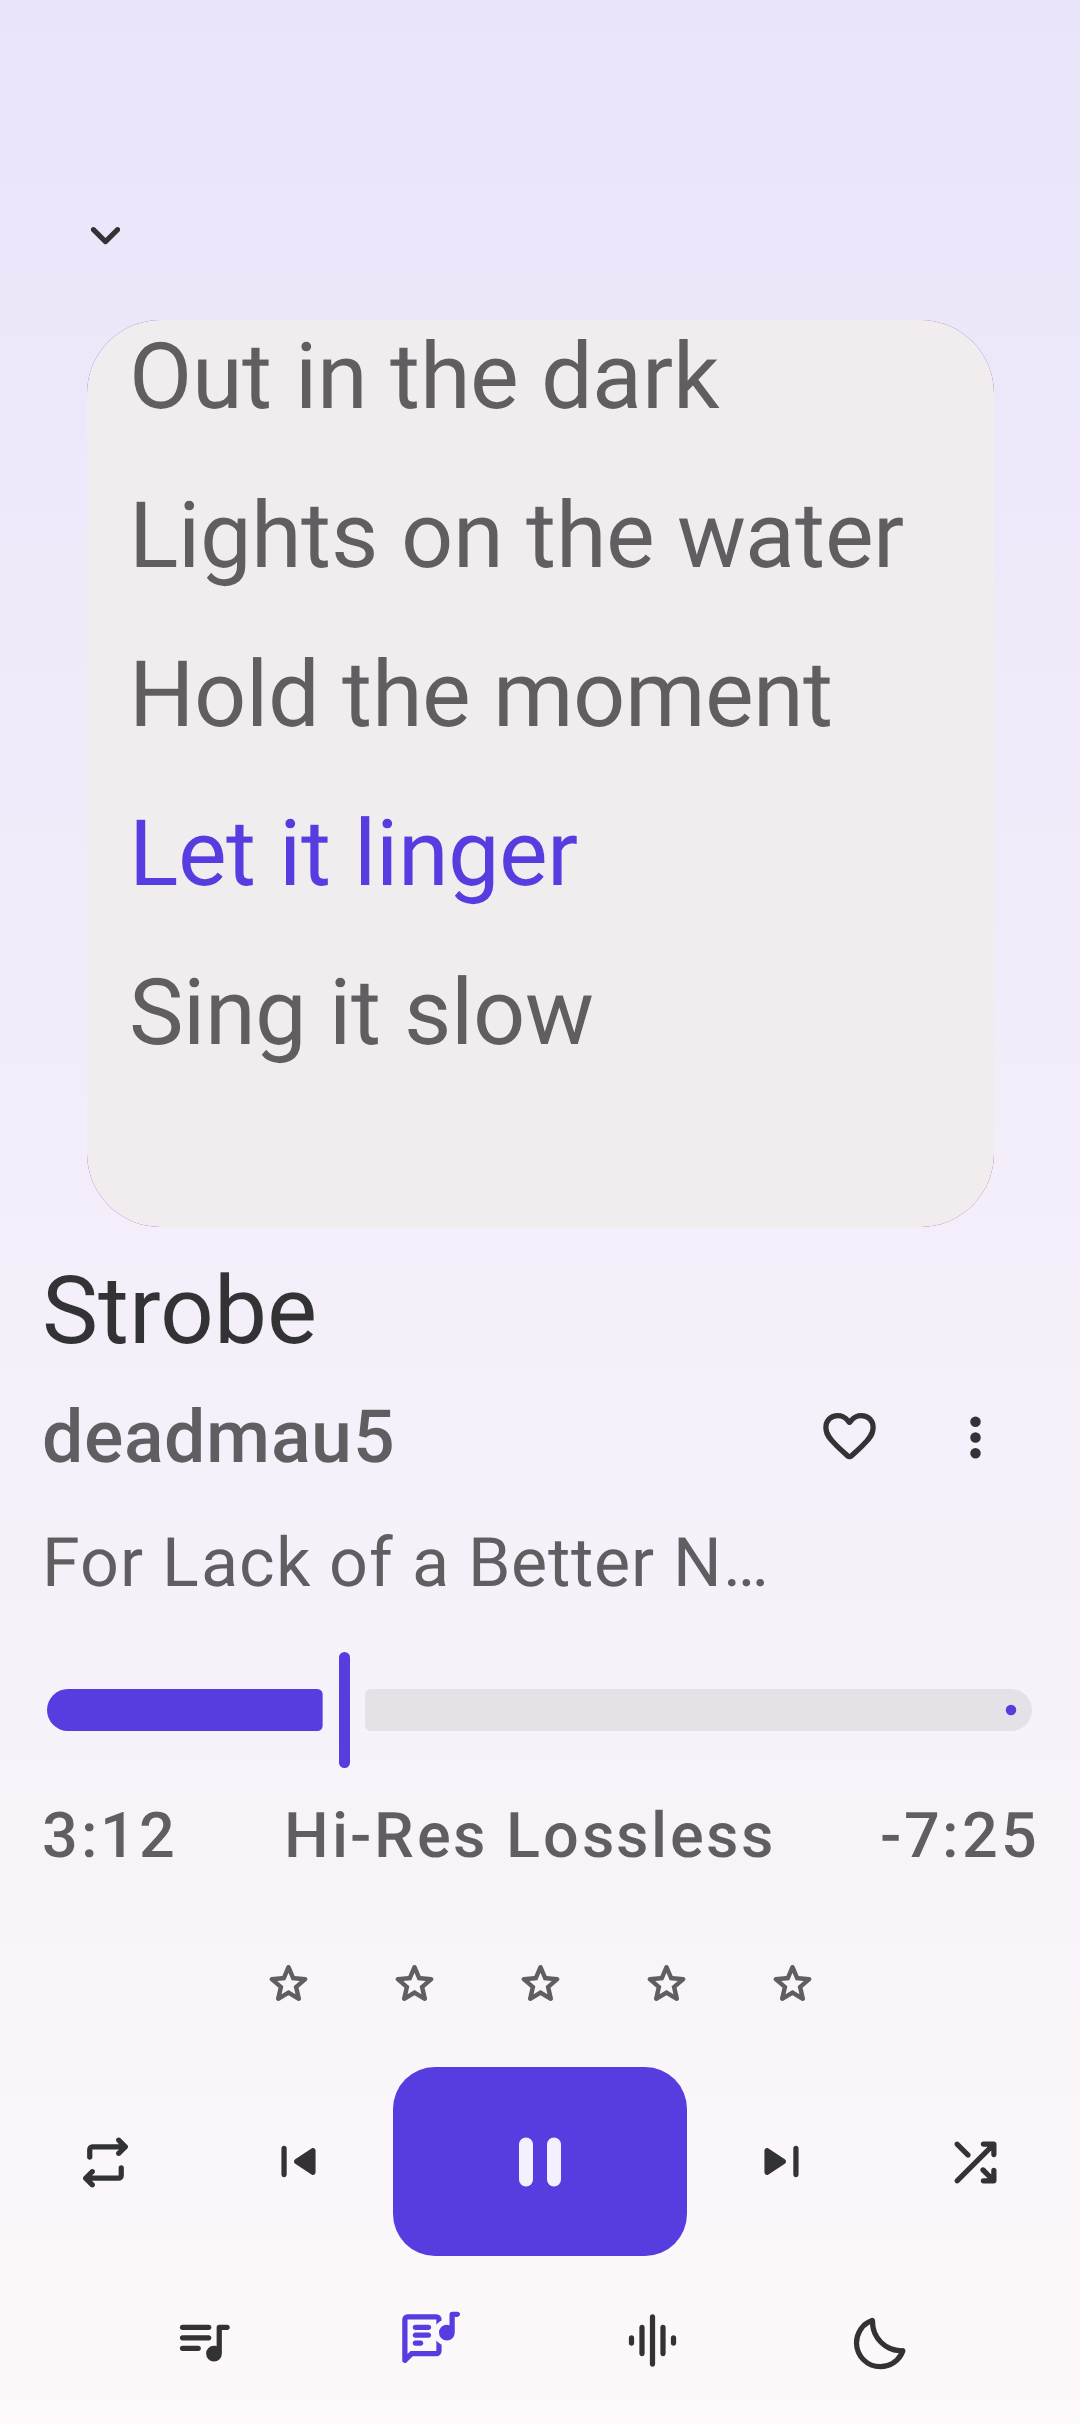 Out in the dark
Lights on the water
Hold the moment
Let it linger
Sing it slow
Strobe
deadmau5
For Lack of a Better N…
3:12 Hi-Res Lossless -7:25